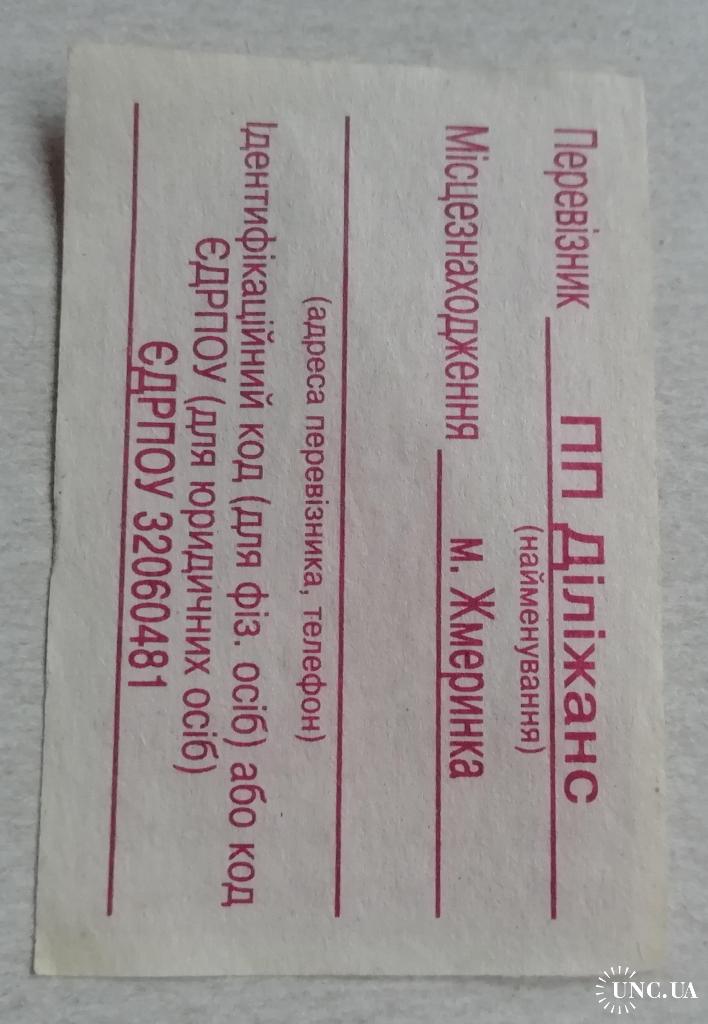 Перевізник ПП Діліжанс
(найменування)
Місцезнаходження м. Жмеринка
(адреса перевізника, телефон)
Ідентифікаційний код (для фіз. осіб) або код
ЄДРПОУ (для юридичних осіб)
ЄДРПОУ 32060481
UNC.UA